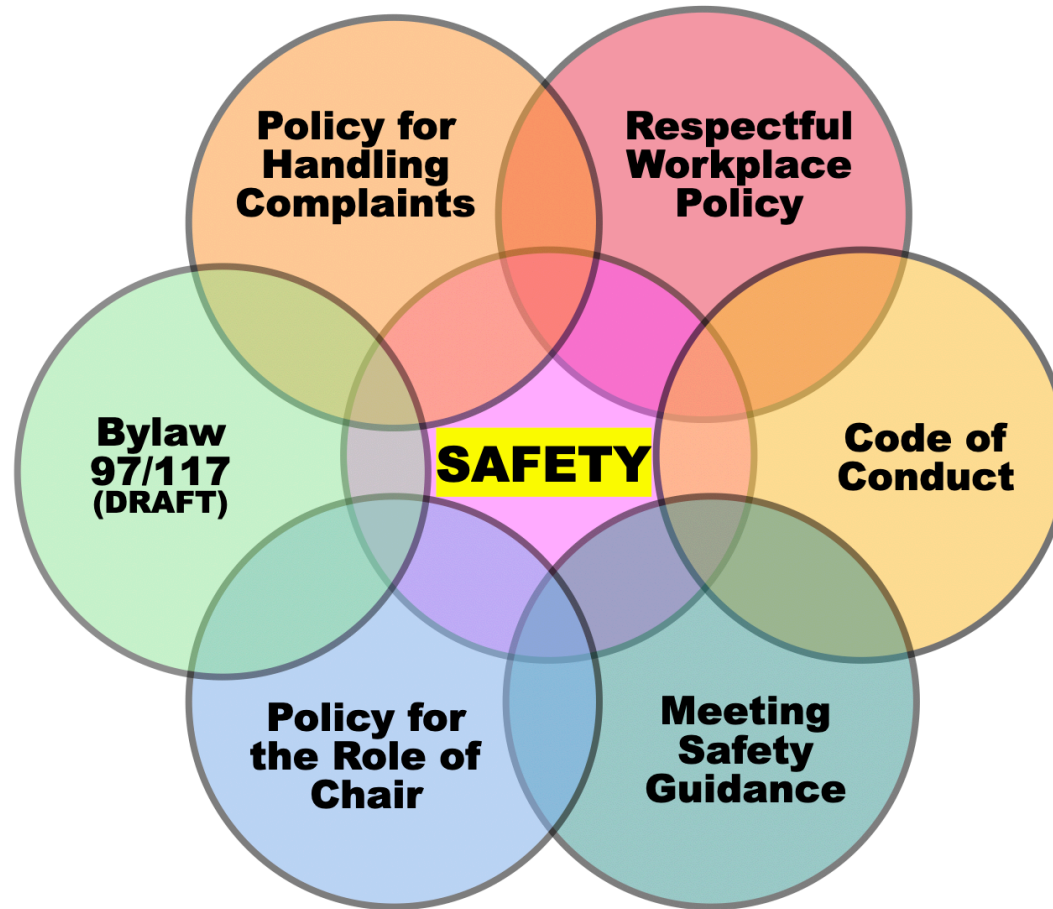 Policy for
Handling
Complaints
Respectful
Workplace
Policy
Bylaw
97/117
(DRAFT)
SAFETY
Code of
Conduct
Policy for
the Role of
Chair
Meeting
Safety
Guidance